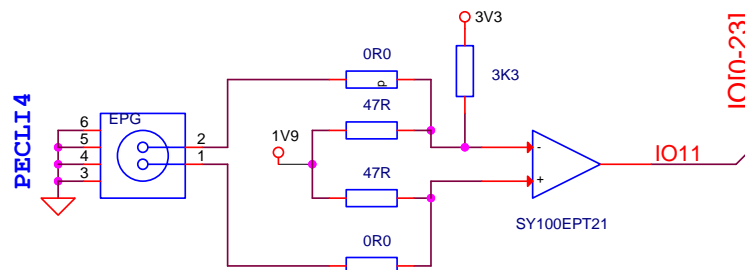 3V3
0R0
p
3K3
IO[0-23]
PECLI4
6
EPG
5
4
3
2
1
47R
1V9
-
+
IO11
47R
SY100EPT21
0R0